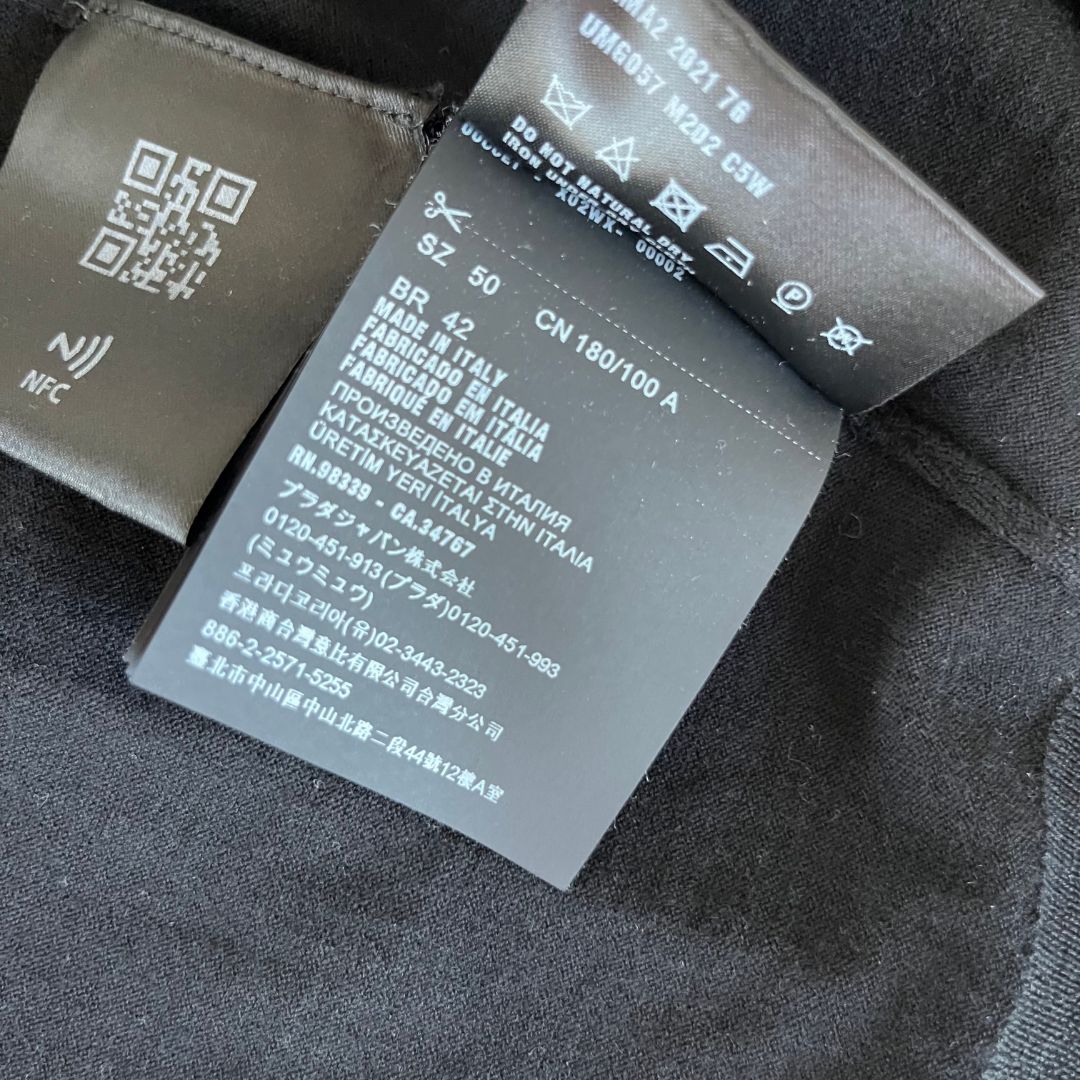 NFC
MA2 2021 76
UMG057 M202 C5W
DO NOT NATURAL DRY
IRON
X02WX- 00002
SZ 50
CN 180/100 A
BR 42
MADE IN ITALY
FABRICADO EN ITALIA
FABRICADO EM ITÁLIA
FABRIQUÉ EN ITALIE
ПРОИЗВЕДЕНО В ИТАЛИЯ
ΚΑΤΑΣΚΕΥΑΖΕΤΑΙ ΣΤΗΝ ΙΤΑΛΙΑ
ÜRETİM YERİ İTALYA
RN.98339 - CA.34767
プラダジャパン株式会社
0120-451-913(プラダ)0120-451-993
(ミュウミュウ)
프라다코리아(유)02-3443-2323
香港商台灣意比有限公司台灣分公司
886-2-2571-5255
臺北市中山區中山北路二段44號12樓A室